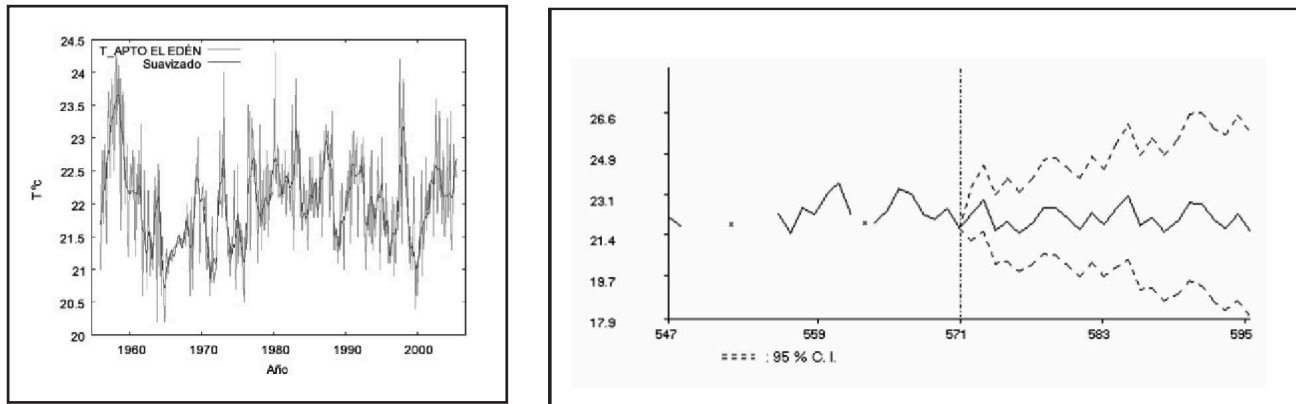 24.5
T_APTO EL EDÉN
Suavizado
24
23.5
23
22.5
22
21.5
21
20.5
20
T ºc
1960 1970 1980 1990 2000
Año
26.6
24.9
23.1
21.4
19.7
17.9
547 559 571 583 595
==== : 95 % C. I.